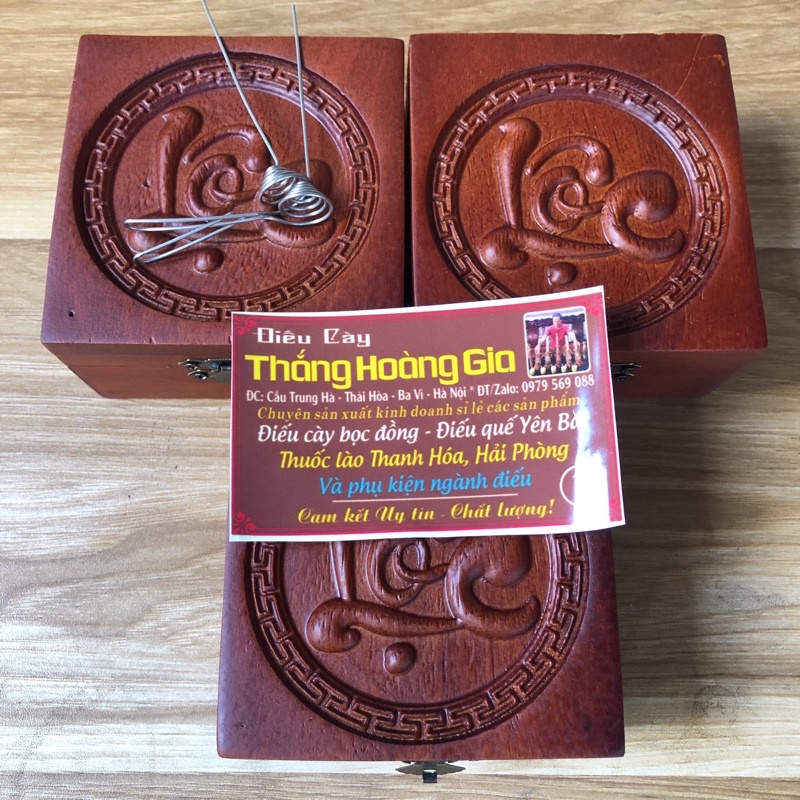 Lộc
Lộc
Điếu Cày
Thắng Hoàng Gia
ĐC: Cầu Trung Hà - Thái Hòa - Ba Vì - Hà Nội * ĐT/Zalo: 0979 569 088
Chuyên sản xuất kinh doanh sỉ lẻ các sản phẩm
Điếu cày bọc đồng - Điếu quế Yên
Thuốc lào Thanh Hóa, Hải Phòng
Và phụ kiện ngành điếu
Cam kết Uy tín - Chất lượng!
Lộc